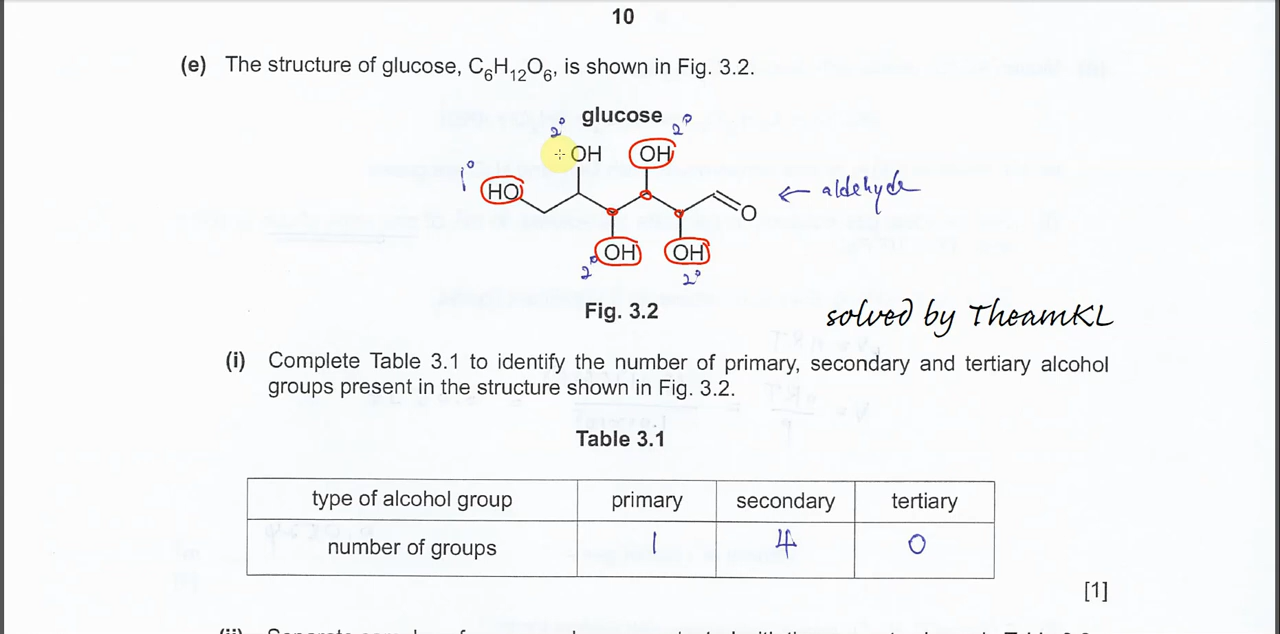 10
(e) The structure of glucose, C6H12O6, is shown in Fig. 3.2.
glucose
2° 2°
OH OH
1° HO
← aldehyde
O
OH OH
2° 2°
Fig. 3.2
solved by TheamKL
(i) Complete Table 3.1 to identify the number of primary, secondary and tertiary alcohol
groups present in the structure shown in Fig. 3.2.
Table 3.1
type of alcohol group primary secondary tertiary
number of groups 1 4 0
[1]